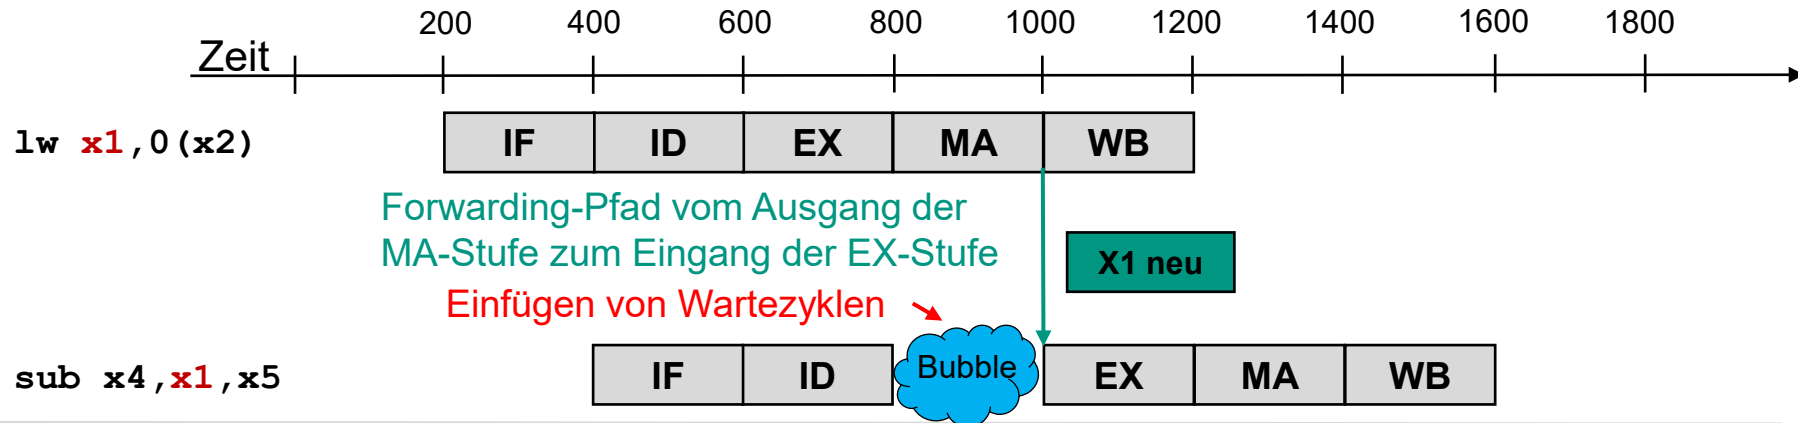 200 400 600 800 1000 1200 1400 1600 1800
Zeit
lw x1,0(x2) IF ID EX MA WB
Forwarding-Pfad vom Ausgang der
MA-Stufe zum Eingang der EX-Stufe
X1 neu
Einfügen von Wartezyklen
sub x4,x1,x5 IF ID Bubble EX MA WB